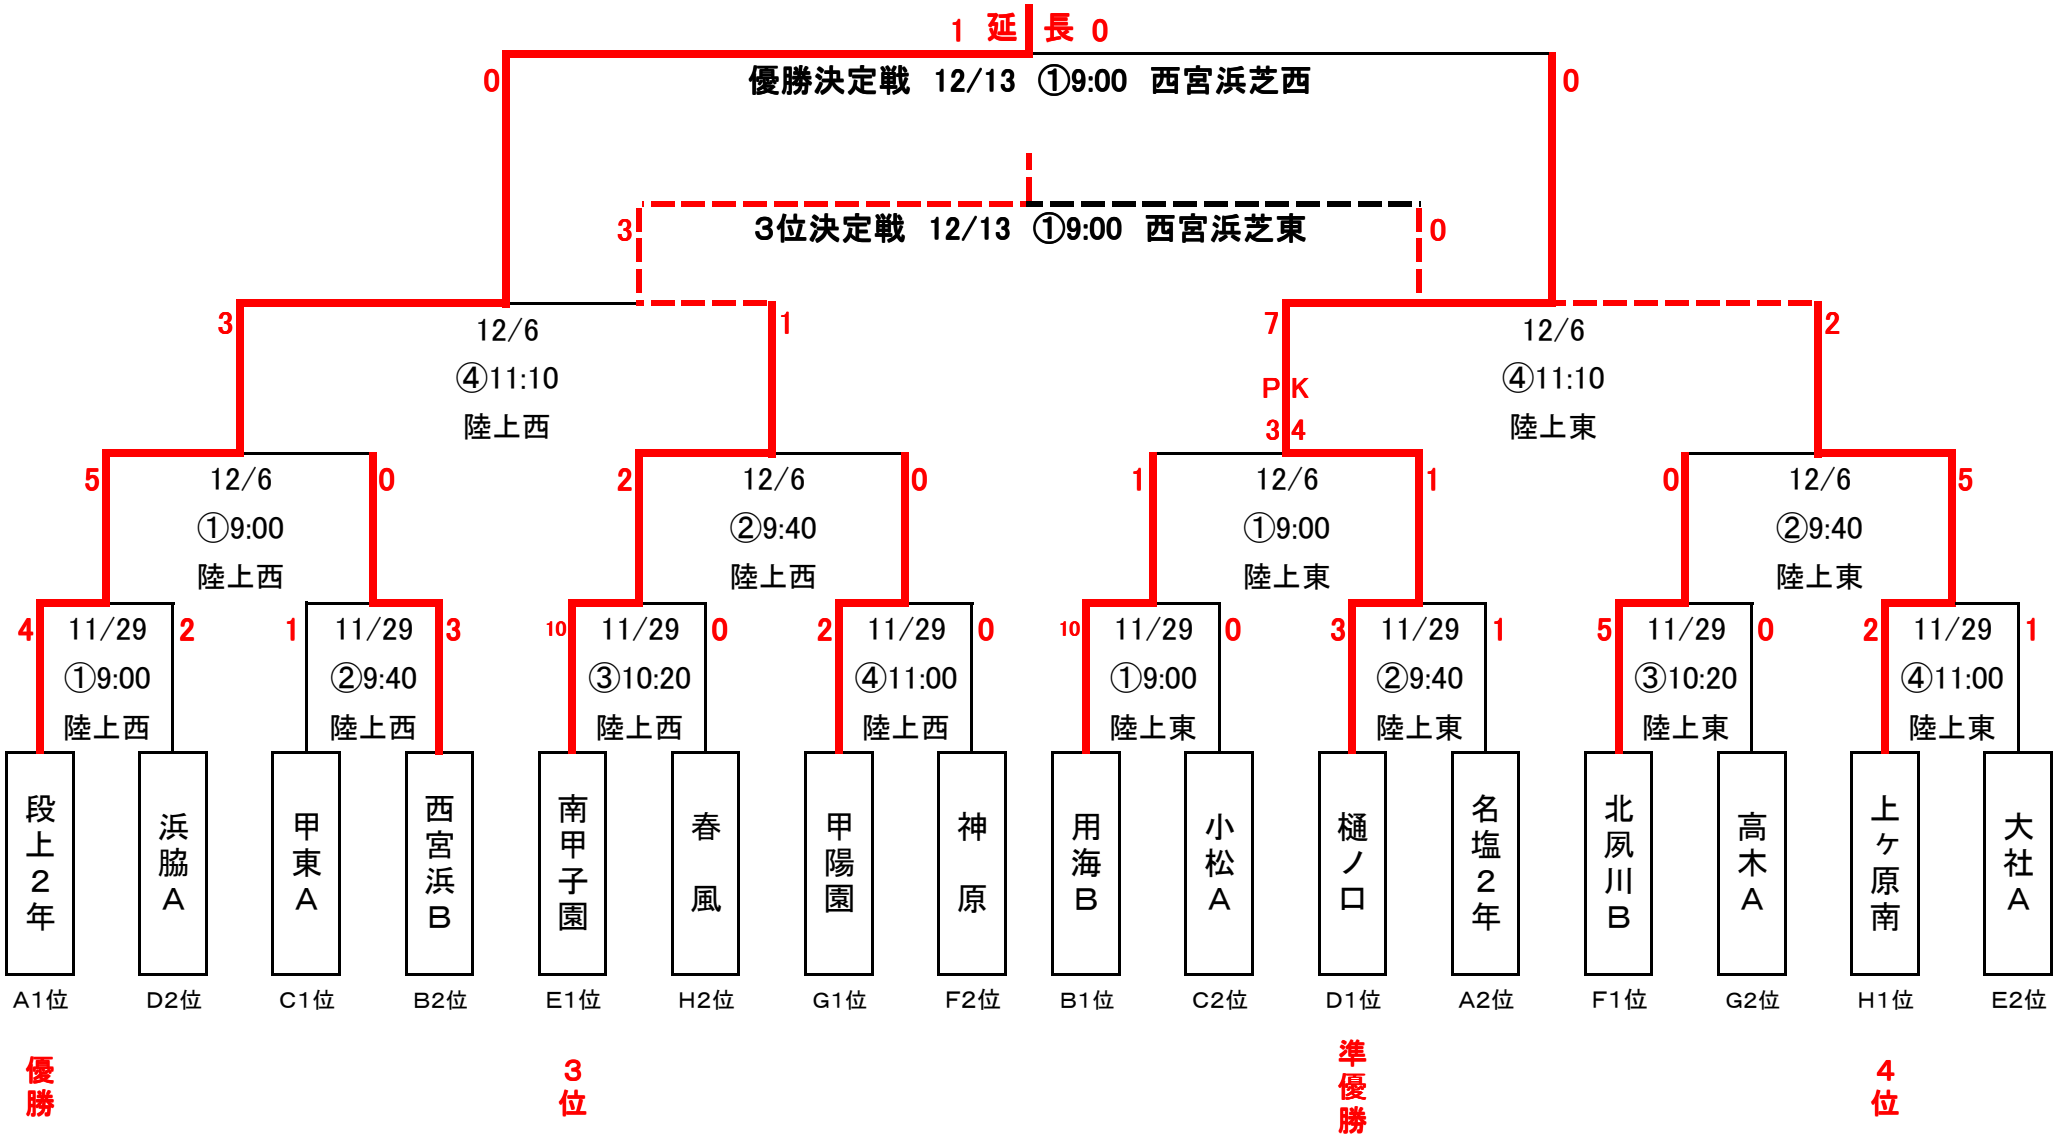 1 延 長 0
0 優勝決定戦 12/13 ①9:00 西宮浜芝西 0
3 3位決定戦 12/13 ①9:00 西宮浜芝東 0
3 12/6 1 7 12/6 2
④11:10 PK ④11:10
陸上西 3 4 陸上東
5 12/6 0 2 12/6 0 1 12/6 1 0 12/6 5
①9:00 ②9:40 ①9:00 ②9:40
陸上西 陸上西 陸上東 陸上東
4 11/29 2 1 11/29 3 10 11/29 0 2 11/29 0 10 11/29 0 3 11/29 1 5 11/29 0 2 11/29 1
①9:00 ②9:40 ③10:20 ④11:00 ①9:00 ②9:40 ③10:20 ④11:00
陸上西 陸上西 陸上西 陸上西 陸上東 陸上東 陸上東 陸上東
段上2年
浜脇A
甲東A
西宮浜B
南甲子園
春風
甲陽園
神原
用海B
小松A
樋ノ口
名塩2年
北夙川B
高木A
上ヶ原南
大社A
A1位 D2位 C1位 B2位 E1位 H2位 G1位 F2位 B1位 C2位 D1位 A2位 F1位 G2位 H1位 E2位
優勝
3位
準優勝
4位